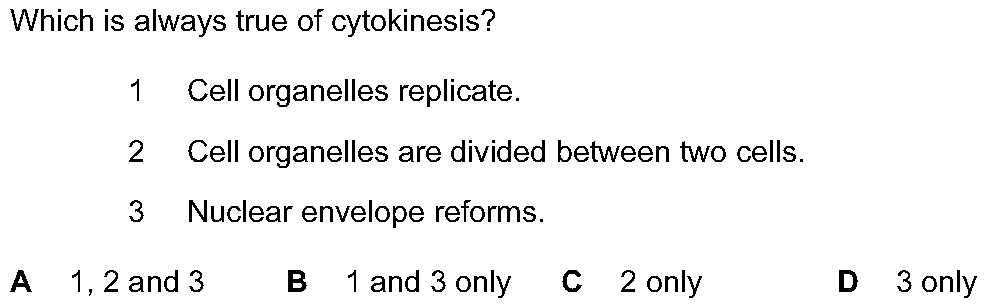 Which is always true of cytokinesis?
1 Cell organelles replicate.
2 Cell organelles are divided between two cells.
3 Nuclear envelope reforms.
A 1, 2 and 3 B 1 and 3 only C 2 only D 3 only